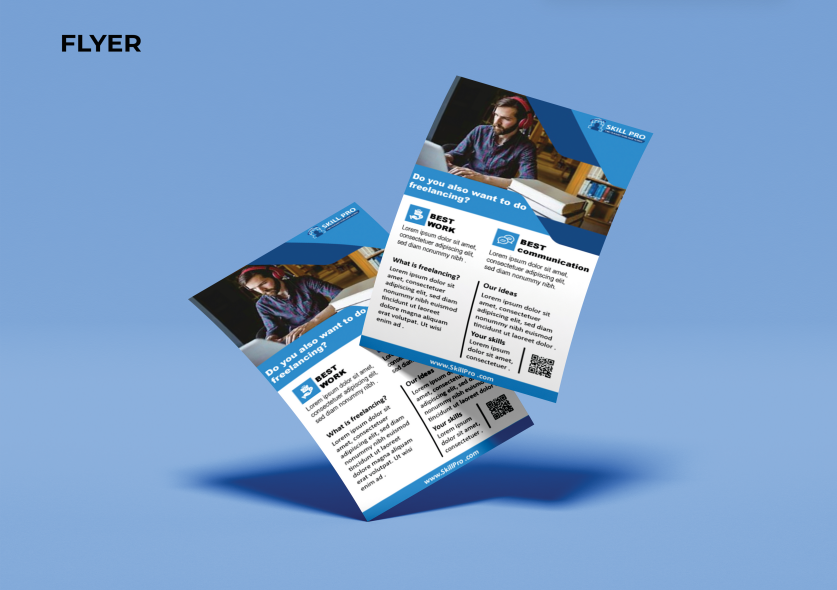 FLYER
SKILL PRO
Do you also want to do
freelancing?
BEST
WORK
Lorem ipsum dolor sit amet,
consectetuer adipiscing elit,
sed diam nonummy nibh .
BEST
communication
Lorem ipsum dolor sit amet,
consectetuer adipiscing elit,
sed diam nonummy nibh.
What is freelancing?
Lorem ipsum dolor sit
amet, consectetuer
adipiscing elit, sed diam
nonummy nibh euismod
tincidunt ut laoreet
dolore magna aliquam
erat volutpat. Ut wisi
enim ad .
Our ideas
Lorem ipsum dolor sit
amet, consectetuer
adipiscing elit, sed diam
nonummy nibh euismod
tincidunt ut laoreet dolor .
Your skills
Lorem ipsum
dolor sit amet,
consectetuer .
www.SkillPro .com
SKILL PRO
Do you also want to do
freelancing?
BEST
WORK
Lorem ipsum dolor sit amet,
consectetuer adipiscing elit,
sed diam nonummy nibh .
What is freelancing?
Lorem ipsum dolor sit
amet, consectetuer
adipiscing elit, sed diam
nonummy nibh euismod
tincidunt ut laoreet
dolore magna aliquam
erat volutpat. Ut wisi
enim ad .
Our ideas
Lorem ipsum
amet, consectetuer
adipiscing elit, sed diam
nonummy nibh euismod
tincidunt ut laoreet dolor
Your skills
Lorem ipsum
dolor sit amet,
consectetuer .
www.SkillPro .com